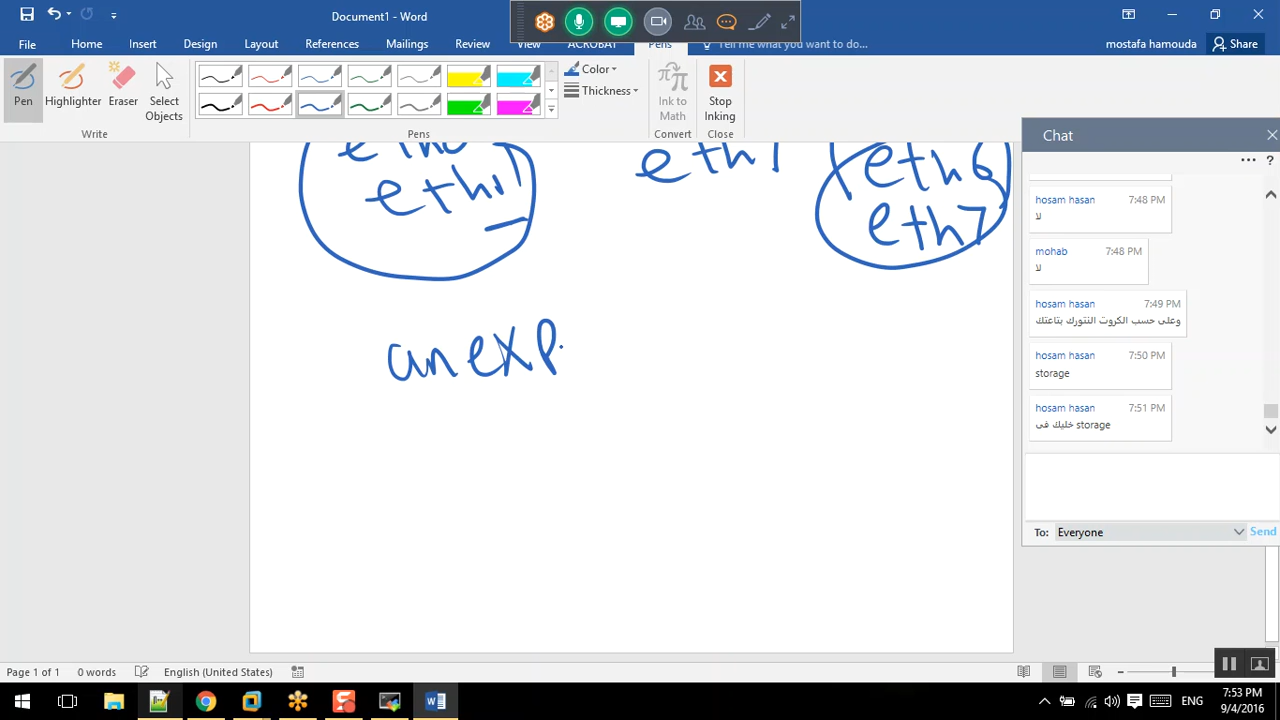 Document1 - Word
File Home Insert Design Layout References Mailings Review View ACROBAT Pens Tell me what you want to do... mostafa hamouda Share
Pen Highlighter Eraser Select Objects
Color
Thickness
Ink to Math
Stop Inking
Write Pens Convert Close
eth1
eth6
eth7
an exp
Chat
hosam hasan 7:48 PM
لا
mohab 7:48 PM
لا
hosam hasan 7:49 PM
وعلى حسب الكروت النتورك بتاعتك
hosam hasan 7:50 PM
storage
hosam hasan 7:51 PM
خليك فى storage
To: Everyone Send
Page 1 of 1 0 words English (United States)
ENG 7:53 PM
9/4/2016